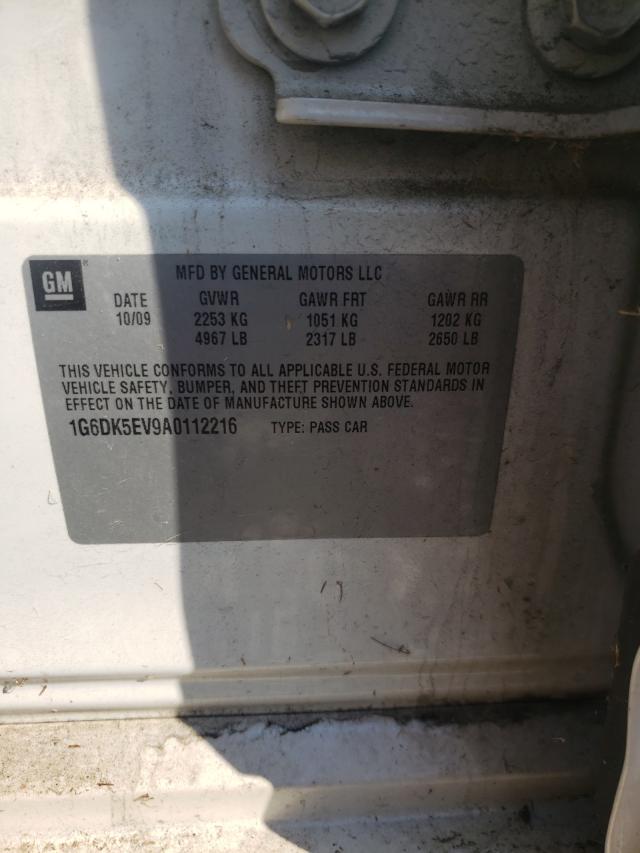 GM ® MFD BY GENERAL MOTORS LLC
DATE GVWR GAWR FRT GAWR RR
10/09 2253 KG 1051 KG 1202 KG
4967 LB 2317 LB 2650 LB
THIS VEHICLE CONFORMS TO ALL APPLICABLE U.S. FEDERAL MOTOR
VEHICLE SAFETY, BUMPER, AND THEFT PREVENTION STANDARDS IN
EFFECT ON THE DATE OF MANUFACTURE SHOWN ABOVE.
1G6DK5EV9A0112216 TYPE: PASS CAR